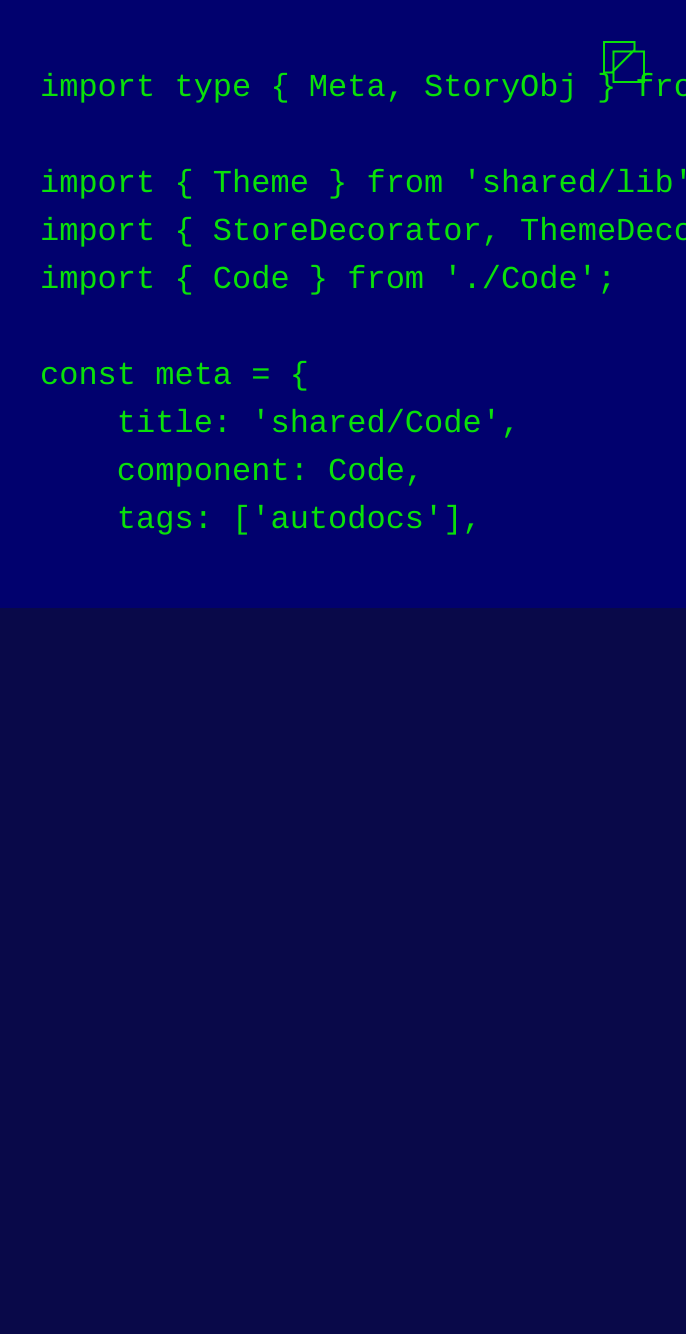 import type { Meta, StoryObj } fro
import { Theme } from 'shared/lib'
import { StoreDecorator, ThemeDeco
import { Code } from './Code';
const meta = {
    title: 'shared/Code',
    component: Code,
    tags: ['autodocs'],